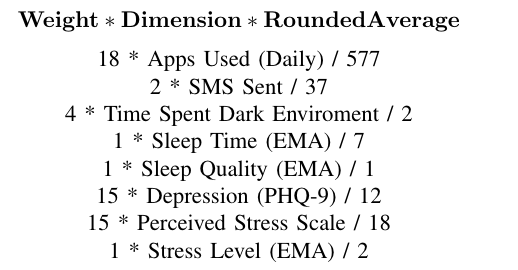 Weight * Dimension * RoundedAverage
18 * Apps Used (Daily) / 577
2 * SMS Sent / 37
4 * Time Spent Dark Enviroment / 2
1 * Sleep Time (EMA) / 7
1 * Sleep Quality (EMA) / 1
15 * Depression (PHQ-9) / 12
15 * Perceived Stress Scale / 18
1 * Stress Level (EMA) / 2